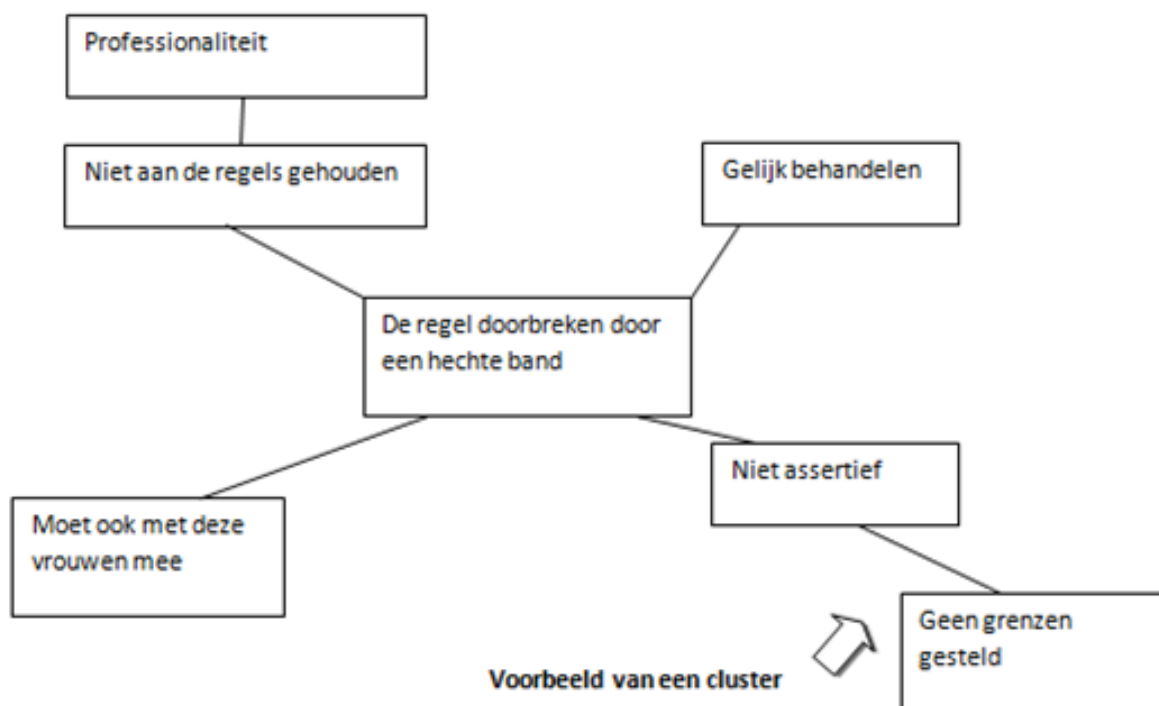 Professionaliteit
Niet aan de regels gehouden
Gelijk behandelen
De regel doorbreken door
een hechte band
Niet assertief
Moet ook met deze
vrouwen mee
Geen grenzen
gesteld
Voorbeeld van een cluster